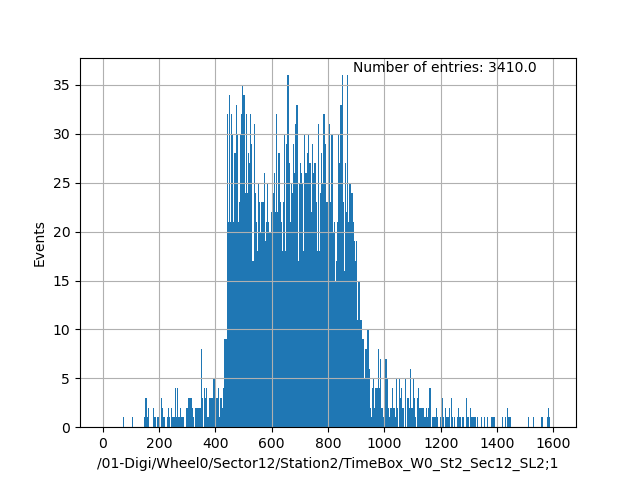 Number of entries: 3410.0
35
30
25
20
15
10
5
0
Events
0 200 400 600 800 1000 1200 1400 1600
/01-Digi/Wheel0/Sector12/Station2/TimeBox_W0_St2_Sec12_SL2;1